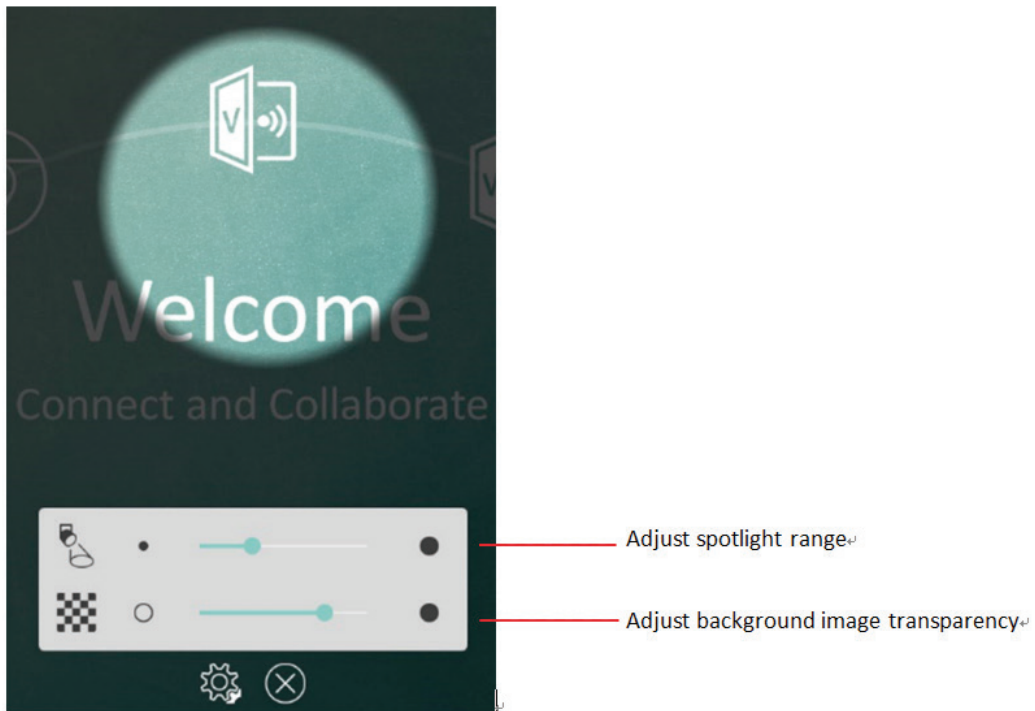 V
V
Welcome
Connect and Collaborate
Adjust spotlight range
Adjust background image transparency